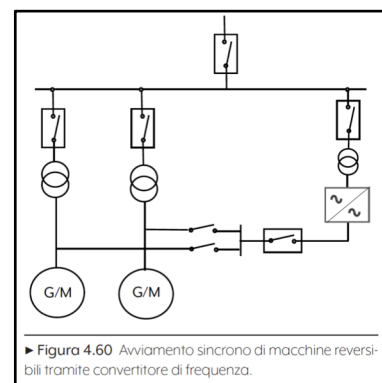 G/M
G/M
► Figura 4.60 Avviamento sincrono di macchine reversi-
bili tramite convertitore di frequenza.